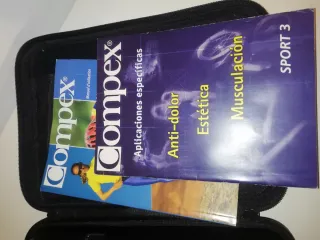 Compex®
Aplicaciones específicas
Anti-dolor
Estética
Musculación
SPORT 3
Compex®